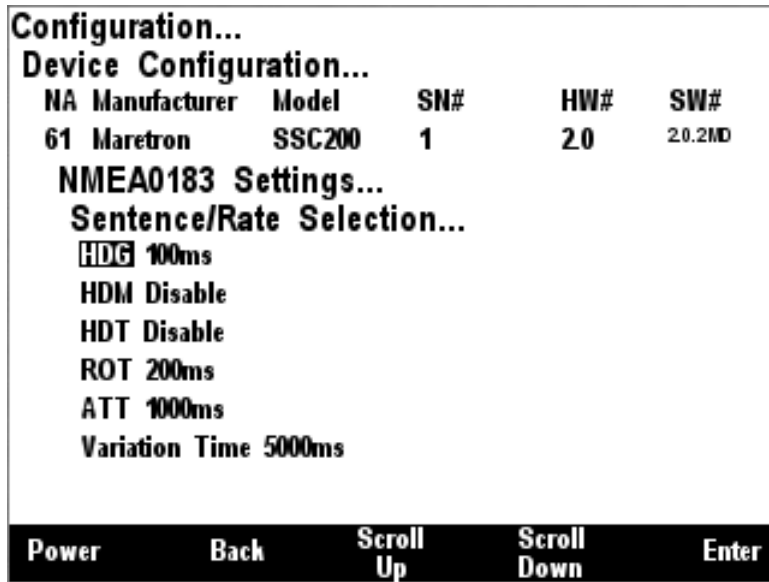 Configuration...
Device Configuration...
NA Manufacturer Model SN# HW# SW#
61 Maretron SSC200 1 2.0 2.0.2MD
NMEA0183 Settings...
Sentence/Rate Selection...
HDG 100ms
HDM Disable
HDT Disable
ROT 200ms
ATT 1000ms
Variation Time 5000ms
Power Back Scroll Up Scroll Down Enter